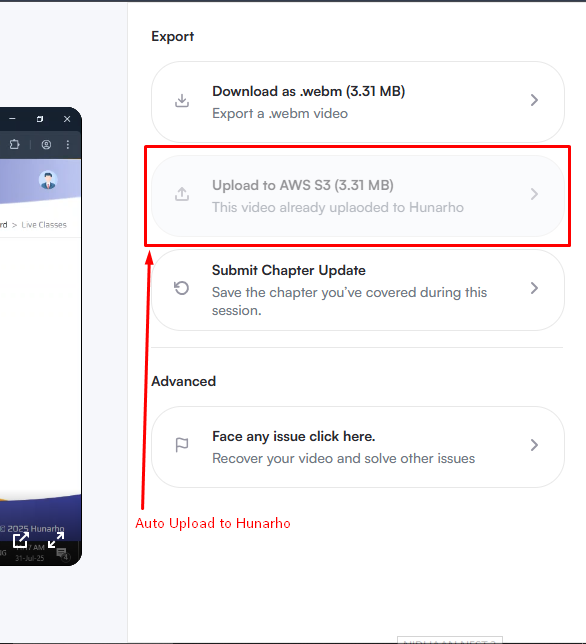 Export
Download as .webm (3.31 MB)
Export a .webm video
rd > Live Classes
Upload to AWS S3 (3.31 MB)
This video already uplaoded to Hunarho
Submit Chapter Update
Save the chapter you've covered during this
session.
Advanced
Face any issue click here.
Recover your video and solve other issues
Auto Upload to Hunarho
© 2025 Hunarho
31-Jul-25